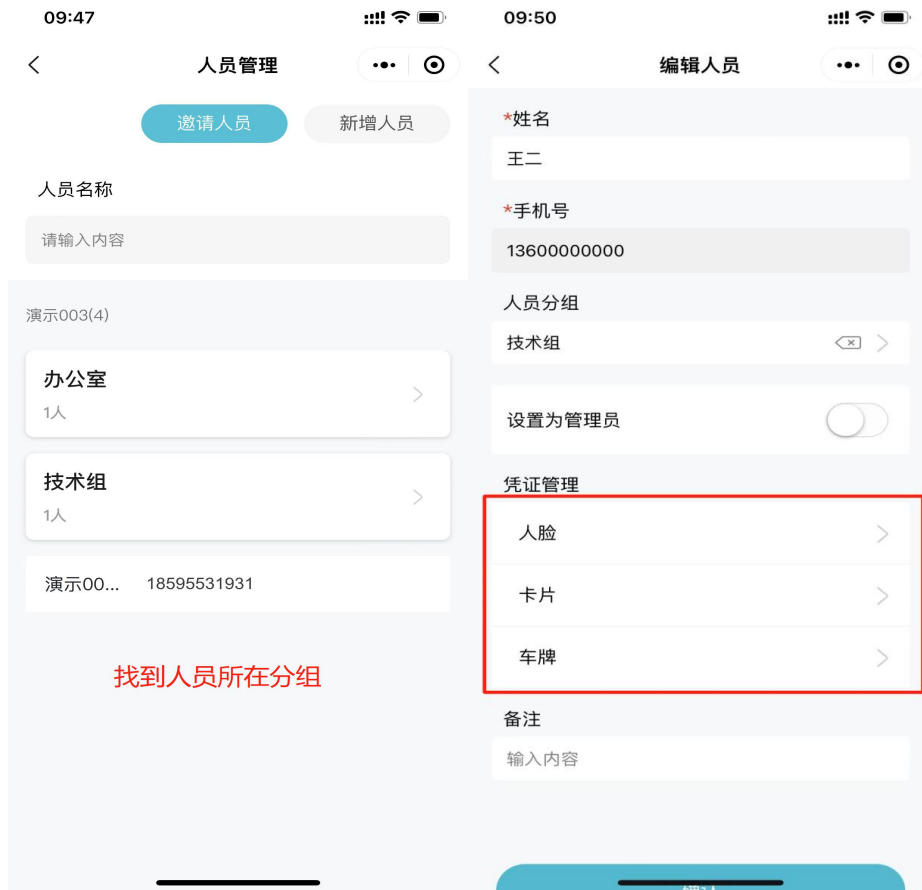 09:47
人员管理
邀请人员
新增人员
人员名称
请输入内容
演示003(4)
办公室
1人
技术组
1人
演示00... 18595531931
找到人员所在分组
09:50
编辑人员
*姓名
王二
*手机号
13600000000
人员分组
技术组
设置为管理员
凭证管理
人脸
卡片
车牌
备注
输入内容